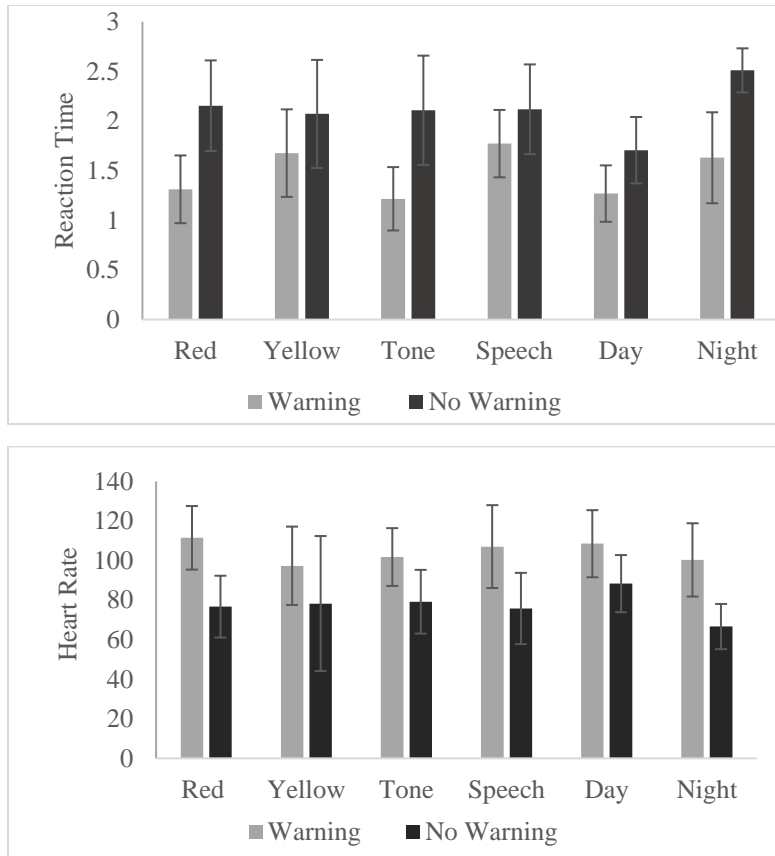 3
2.5
2
1.5
1
0.5
0
Reaction Time
Red Yellow Tone Speech Day Night
Warning No Warning
140
120
100
80
60
40
20
0
Heart Rate
Red Yellow Tone Speech Day Night
Warning No Warning